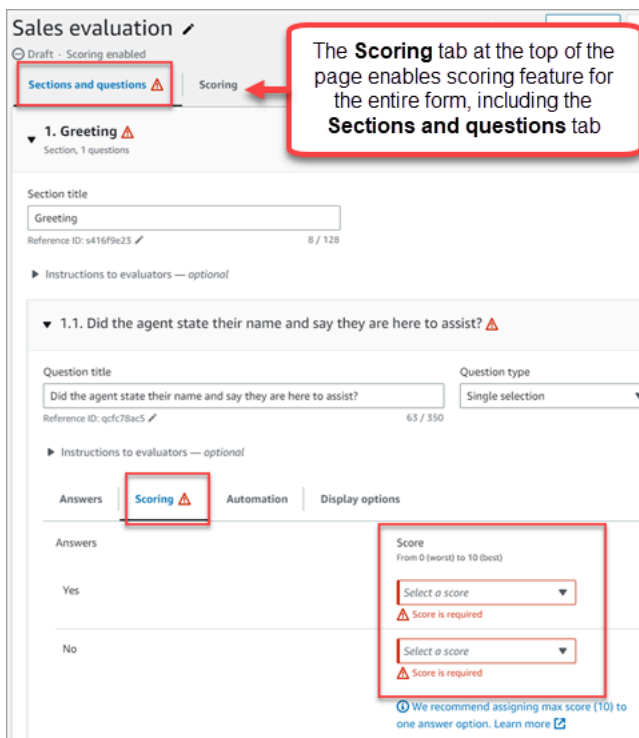 Sales evaluation
Draft · Scoring enabled
The Scoring tab at the top of the
page enables scoring feature for
the entire form, including the
Sections and questions tab
Sections and questions
Scoring
1. Greeting
Section, 1 questions
Section title
Greeting
Reference ID: s416f9e23
8 / 128
Instructions to evaluators — optional
1.1. Did the agent state their name and say they are here to assist?
Question title
Question type
Did the agent state their name and say they are here to assist?
Single selection
Reference ID: qcfc78ac5
63 / 350
Instructions to evaluators — optional
Answers
Scoring
Automation
Display options
Answers
Score
From 0 (worst) to 10 (best)
Yes
Select a score
Score is required
No
Select a score
Score is required
We recommend assigning max score (10) to
one answer option. Learn more